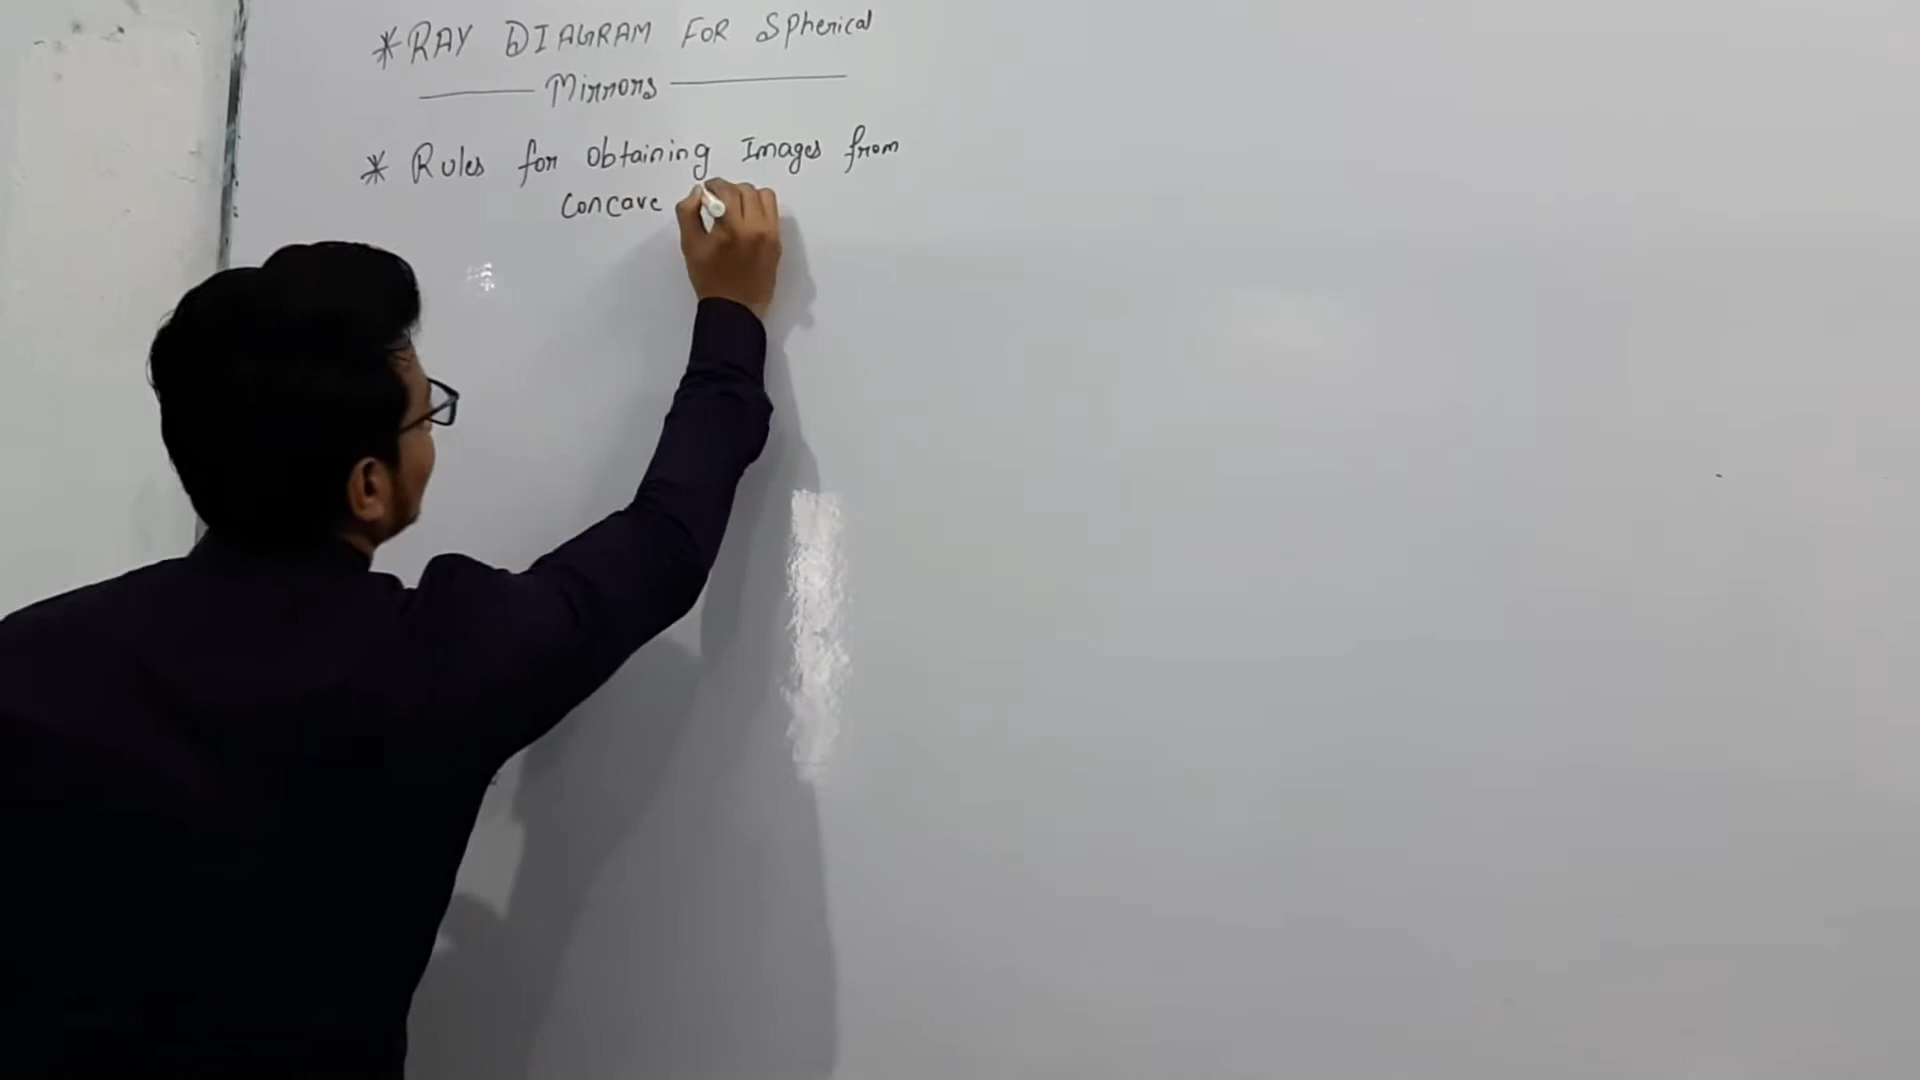 * RAY DIAGRAM FOR Spherical
Mirrors
* Rules for Obtaining Images from
Concave